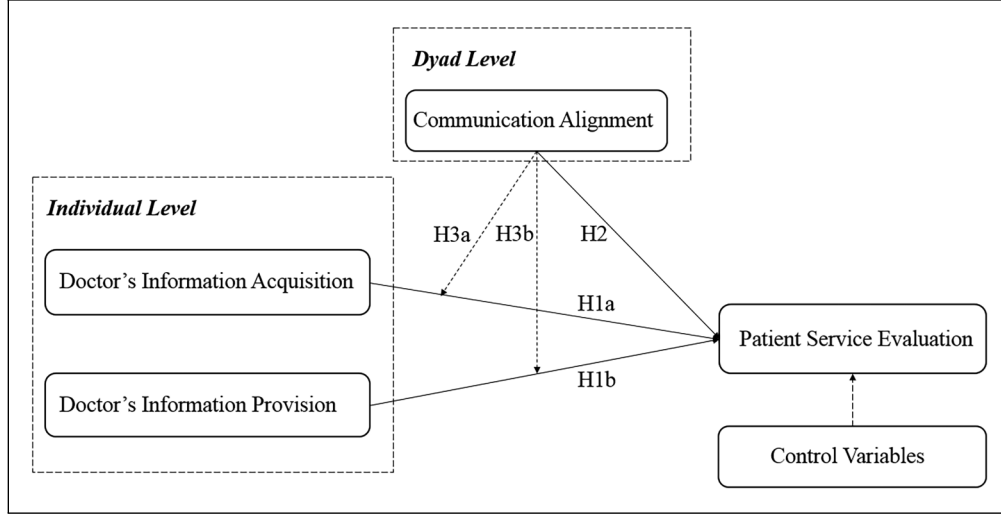 Dyad Level
Communication Alignment
Individual Level
H3a
H3b
H2
Doctor’s Information Acquisition
H1a
Patient Service Evaluation
H1b
Doctor’s Information Provision
Control Variables